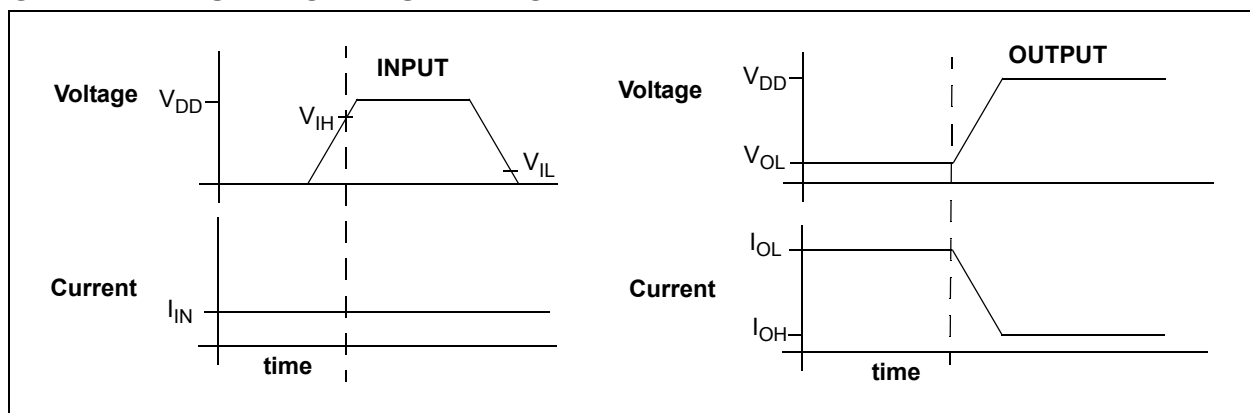 INPUT
Voltage
VDD
VIH
VIL
Current
IIN
time
OUTPUT
Voltage
VDD
VOL
Current
IOL
IOH
time